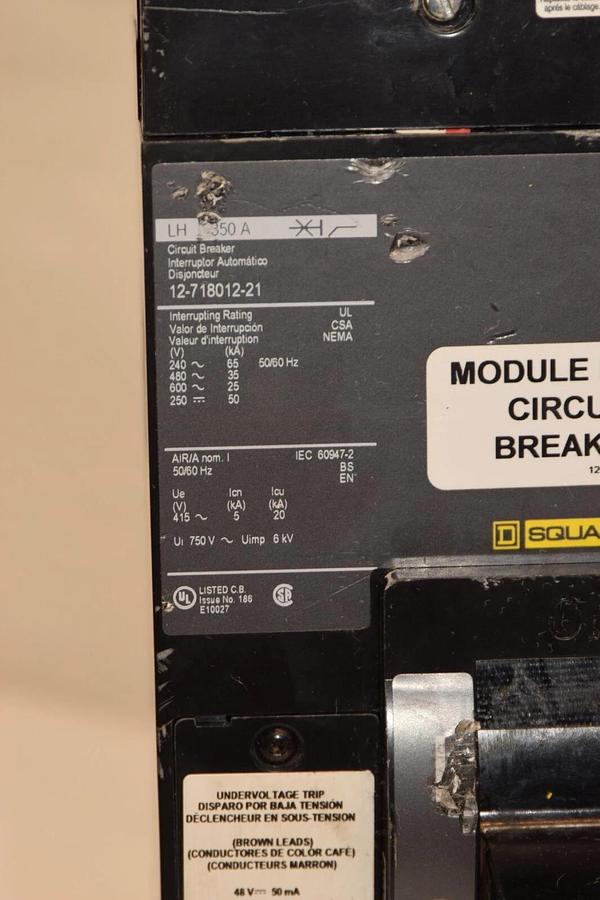 après le câblage.
LH 350 A
Circuit Breaker
Interruptor Automático
Disjoncteur
12-718012-21
Interrupting Rating UL
Valor de Interrupción CSA
Valeur d'interruption NEMA
(V) (kA)
240 ~ 65 50/60 Hz
480 ~ 35
600 ~ 25
250 ⎓ 50
AIR/A nom. I IEC 60947-2
50/60 Hz BS
EN
Ue Icn Icu
(V) (kA) (kA)
415 ~ 5 20
Ui 750 V ~ Uimp 6 kV
UL LISTED C.B.
Issue No. 186
E10027
MODULE
CIRCU
BREAK
12
D SQUA
UNDERVOLTAGE TRIP
DISPARO POR BAJA TENSIÓN
DÉCLENCHEUR EN SOUS-TENSION
(BROWN LEADS)
(CONDUCTORES DE COLOR CAFÉ)
(CONDUCTEURS MARRON)
48 V ⎓ 50 mA